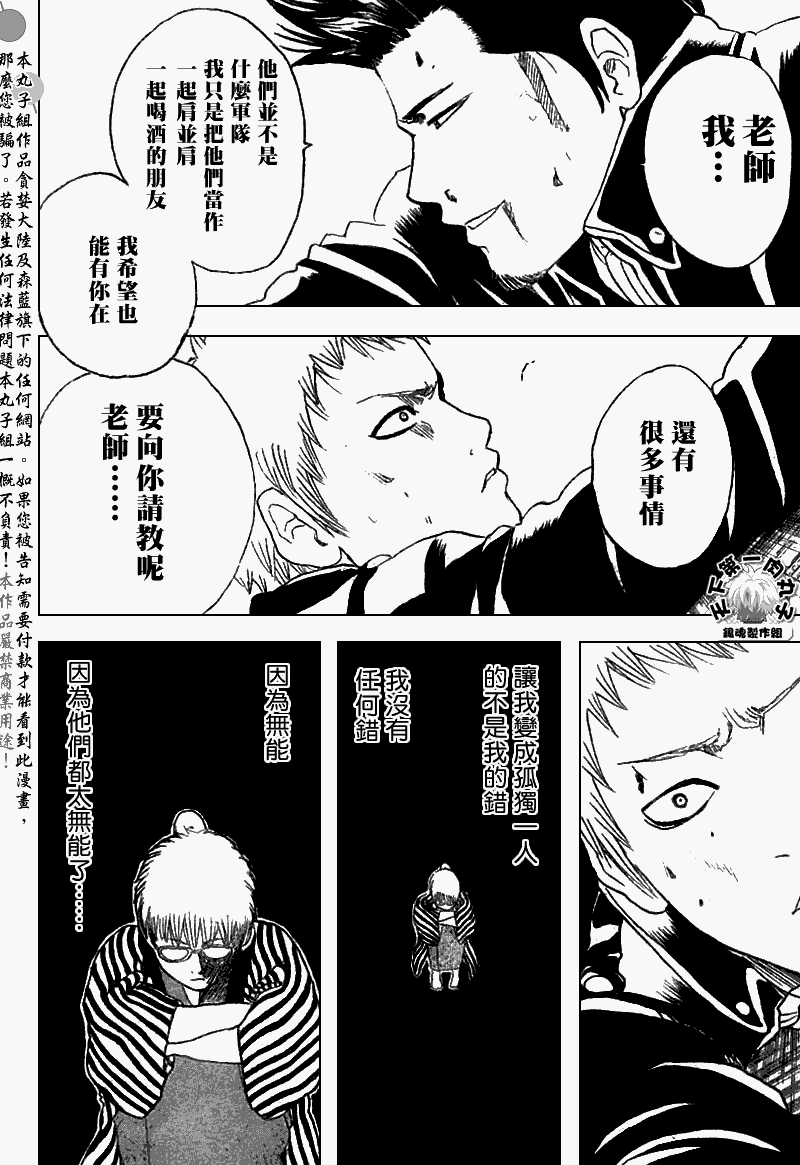 老師
我…
他們並不是
什麼軍隊
我只是把他們當作
一起肩並肩
一起喝酒的朋友
我希望也
能有你在
還有
很多事情
要向你請教呢
老師……
讓我變成孤獨一人
的不是我的錯
我沒有
任何錯
因為無能
因為他們都太無能了……
天下第一肉丸子
銀魂製作組
本丸子組作品貪婪大陸及森藍旗下的任何網站。如果您被告知需要付款才能看到此漫畫，
那麼您被騙了。若發生任何法律問題本丸子組一概不負責！本作品嚴禁商業用途！